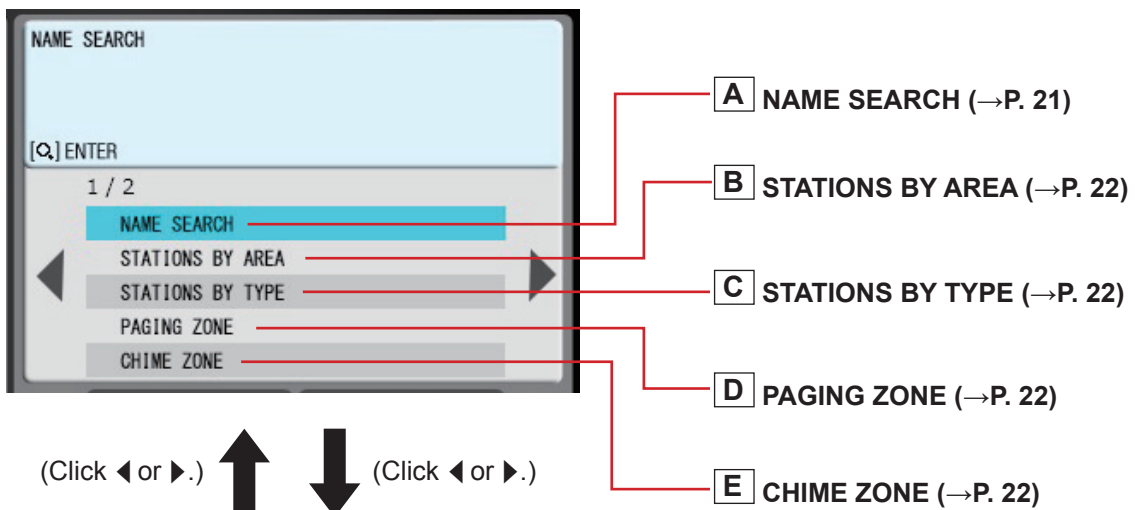 NAME SEARCH
[🔍] ENTER
1 / 2
NAME SEARCH
STATIONS BY AREA
STATIONS BY TYPE
PAGING ZONE
CHIME ZONE
A NAME SEARCH (→P. 21)
B STATIONS BY AREA (→P. 22)
C STATIONS BY TYPE (→P. 22)
D PAGING ZONE (→P. 22)
E CHIME ZONE (→P. 22)
(Click ◀ or ▶.)
(Click ◀ or ▶.)